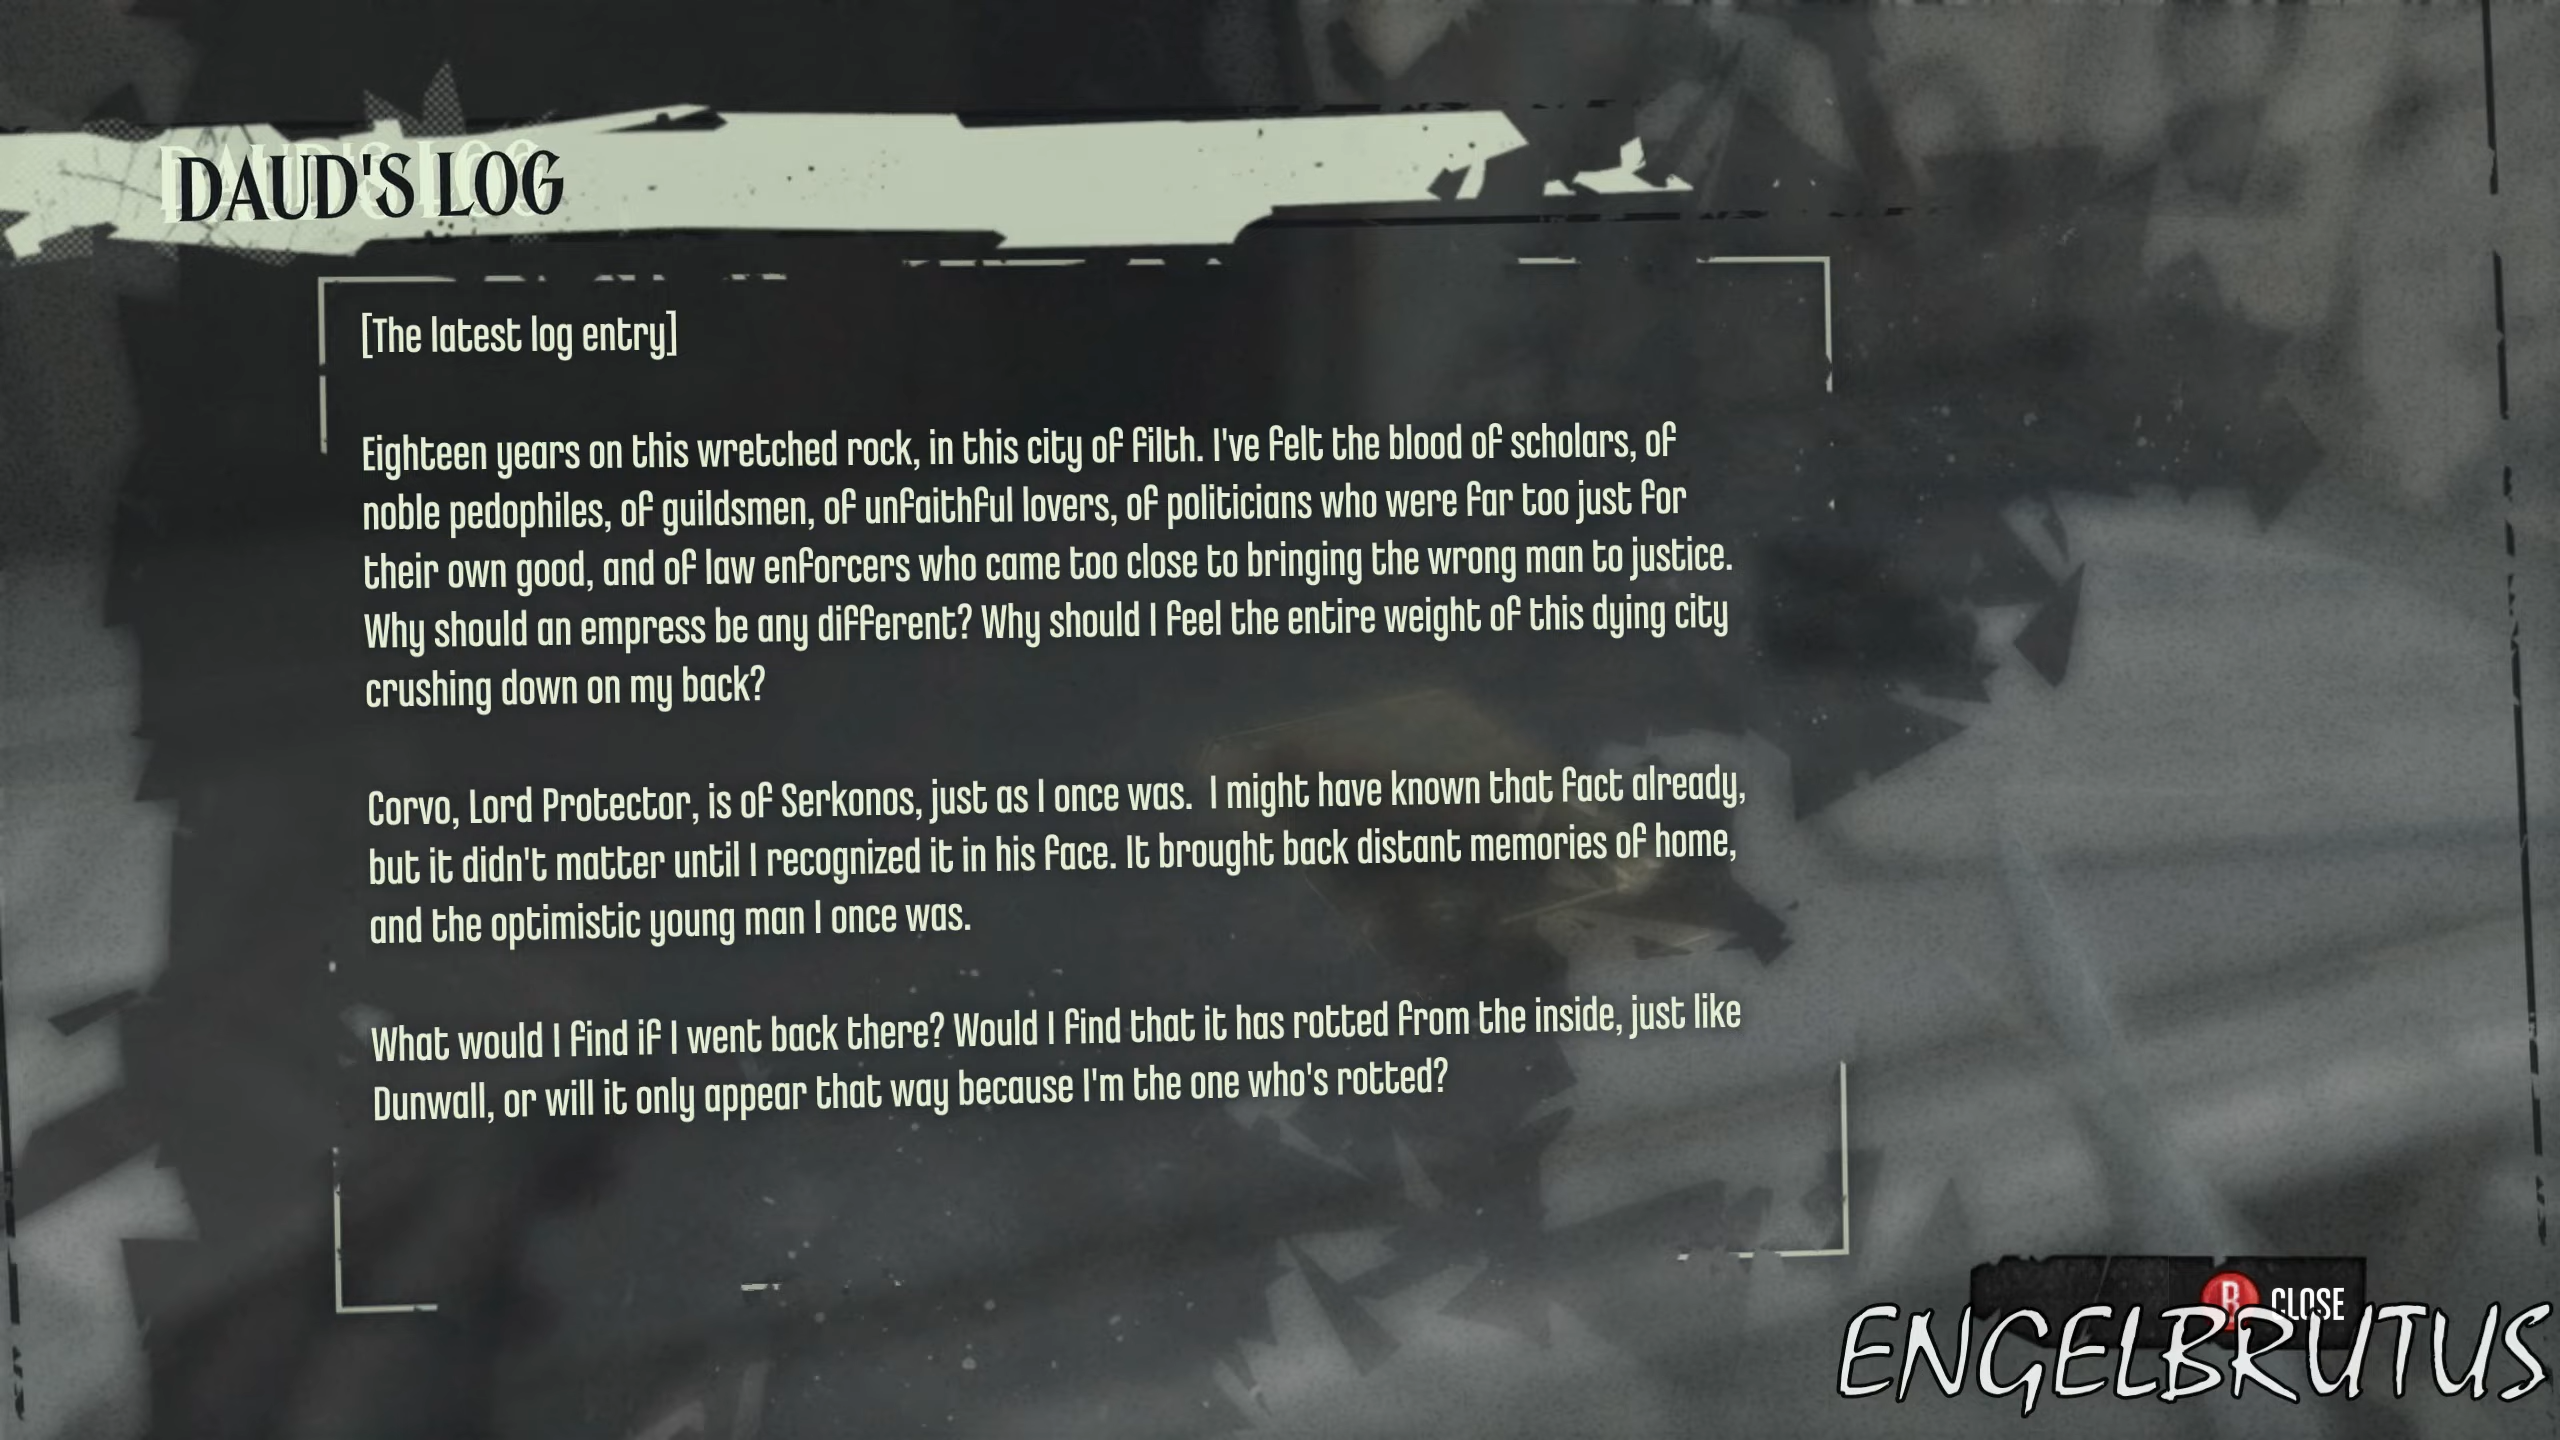 DAUD'S LOG
[The latest log entry]
Eighteen years on this wretched rock, in this city of filth. I've felt the blood of scholars, of
noble pedophiles, of guildsmen, of unfaithful lovers, of politicians who were far too just for
their own good, and of law enforcers who came too close to bringing the wrong man to justice.
Why should an empress be any different? Why should I feel the entire weight of this dying city
crushing down on my back?
Corvo, Lord Protector, is of Serkonos, just as I once was.  I might have known that fact already,
but it didn't matter until I recognized it in his face. It brought back distant memories of home,
and the optimistic young man I once was.
What would I find if I went back there? Would I find that it has rotted from the inside, just like
Dunwall, or will it only appear that way because I'm the one who's rotted?
B CLOSE
ENGELBRUTUS